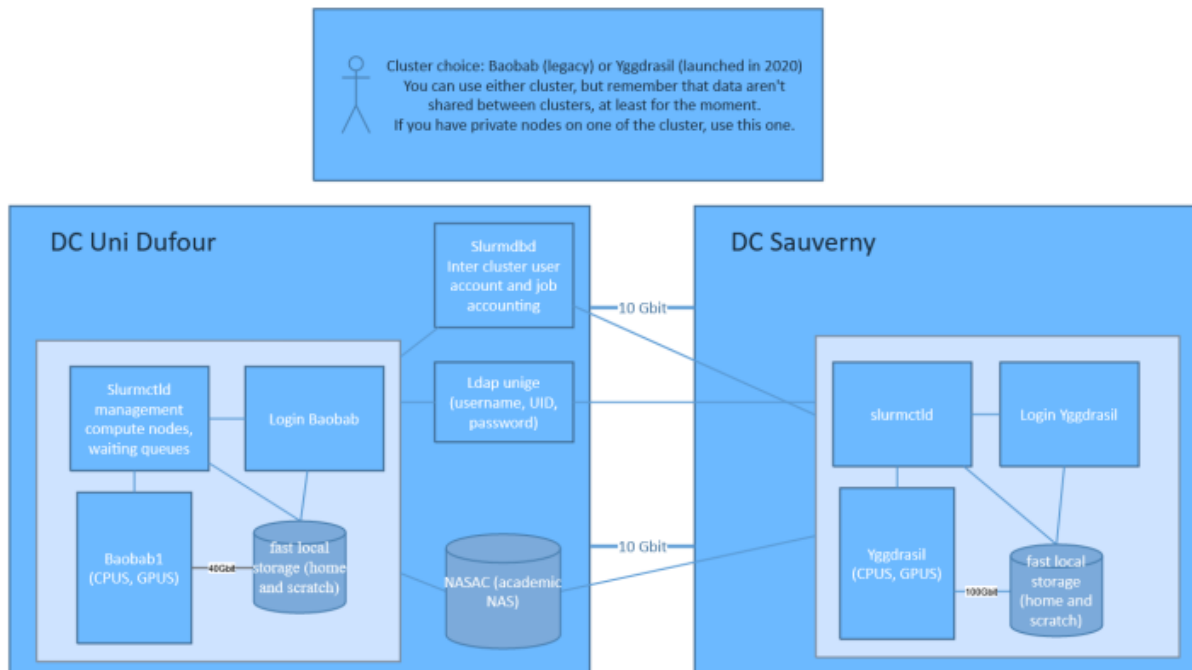 Cluster choice: Baobab (legacy) or Yggdrasil (launched in 2020)
You can use either cluster, but remember that data aren't
shared between clusters, at least for the moment.
If you have private nodes on one of the cluster, use this one.
DC Uni Dufour
Slurmdbd
Inter cluster user
account and job
accounting
Ldap unige
(username, UID,
password)
Slurmctld
management
compute nodes,
waiting queues
Login Baobab
Baobab1
(CPUS, GPUS)
40Gbit
fast local
storage (home
and scratch)
NASAC (academic
NAS)
10 Gbit
10 Gbit
DC Sauverny
slurmctld
Login Yggdrasil
Yggdrasil
(CPUS, GPUS)
100Gbit
fast local
storage
(home and
scratch)